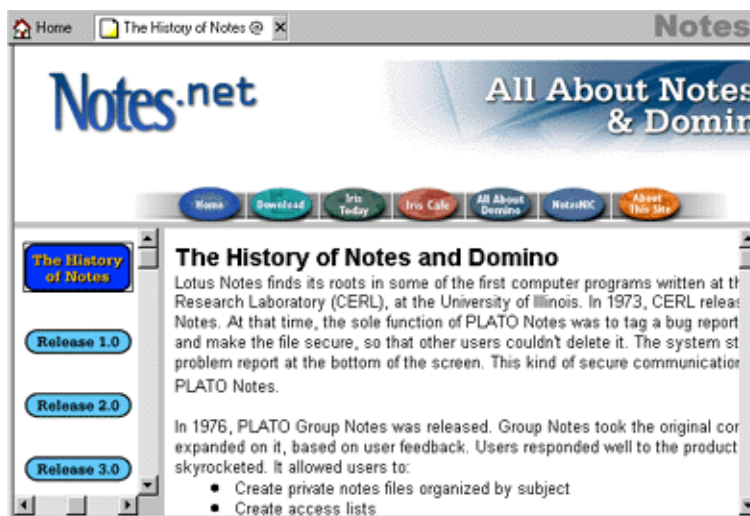 Home
The History of Notes @
Notes
Notes.net
All About Notes
& Domin
Home
Download
Iris
Today
Iris Cafe
All About
Domino
NotesNIC
About
This Site
The History
of Notes
Release 1.0
Release 2.0
Release 3.0
The History of Notes and Domino
Lotus Notes finds its roots in some of the first computer programs written at th
Research Laboratory (CERL), at the University of Illinois. In 1973, CERL releas
Notes. At that time, the sole function of PLATO Notes was to tag a bug report
and make the file secure, so that other users couldn't delete it. The system st
problem report at the bottom of the screen. This kind of secure communication
PLATO Notes.
In 1976, PLATO Group Notes was released. Group Notes took the original cor
expanded on it, based on user feedback. Users responded well to the product
skyrocketed. It allowed users to:
• Create private notes files organized by subject
• Create access lists